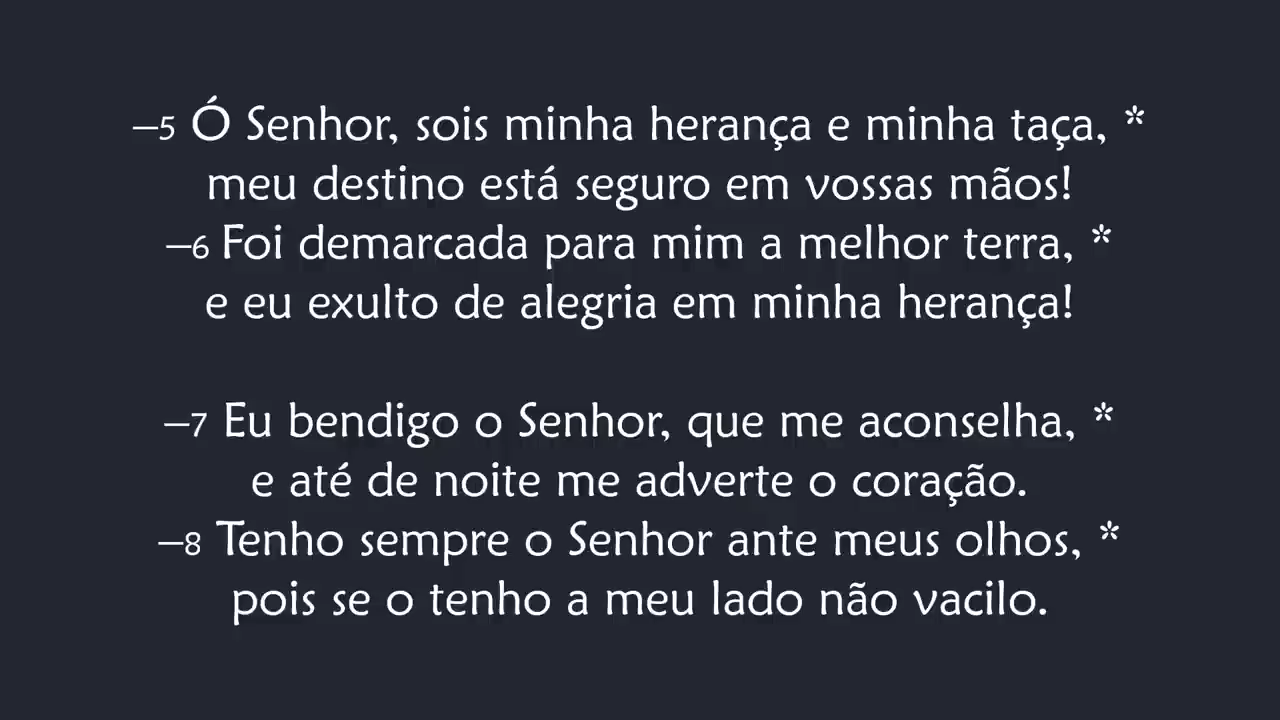 –5 Ó Senhor, sois minha herança e minha taça, *
meu destino está seguro em vossas mãos!
–6 Foi demarcada para mim a melhor terra, *
e eu exulto de alegria em minha herança!
–7 Eu bendigo o Senhor, que me aconselha, *
e até de noite me adverte o coração.
–8 Tenho sempre o Senhor ante meus olhos, *
pois se o tenho a meu lado não vacilo.